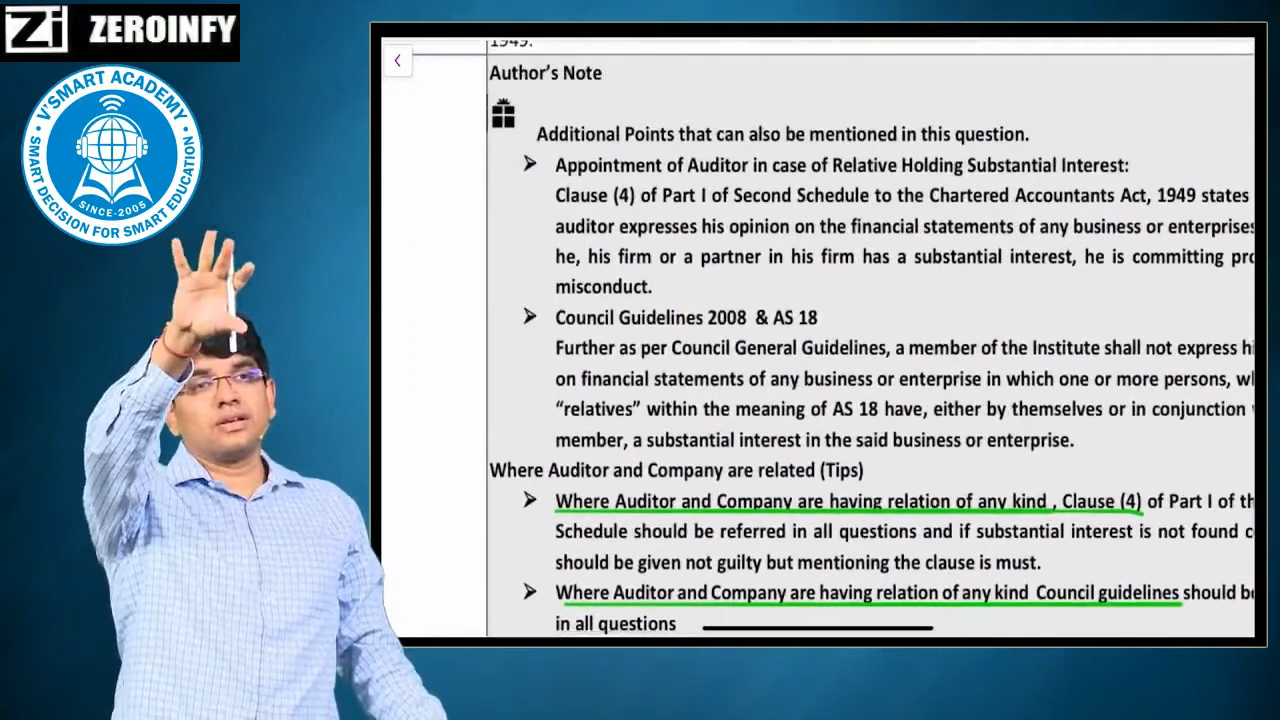 Zi ZEROINFY
V'SMART ACADEMY
SINCE-2005
SMART DECISION FOR SMART EDUCATION
1949.
Author's Note
Additional Points that can also be mentioned in this question.
➢ Appointment of Auditor in case of Relative Holding Substantial Interest:
Clause (4) of Part I of Second Schedule to the Chartered Accountants Act, 1949 states
auditor expresses his opinion on the financial statements of any business or enterprises
he, his firm or a partner in his firm has a substantial interest, he is committing pro
misconduct.
➢ Council Guidelines 2008 & AS 18
Further as per Council General Guidelines, a member of the Institute shall not express hi
on financial statements of any business or enterprise in which one or more persons, wh
“relatives” within the meaning of AS 18 have, either by themselves or in conjunction
member, a substantial interest in the said business or enterprise.
Where Auditor and Company are related (Tips)
➢ Where Auditor and Company are having relation of any kind , Clause (4) of Part I of th
Schedule should be referred in all questions and if substantial interest is not found c
should be given not guilty but mentioning the clause is must.
➢ Where Auditor and Company are having relation of any kind Council guidelines should be
in all questions